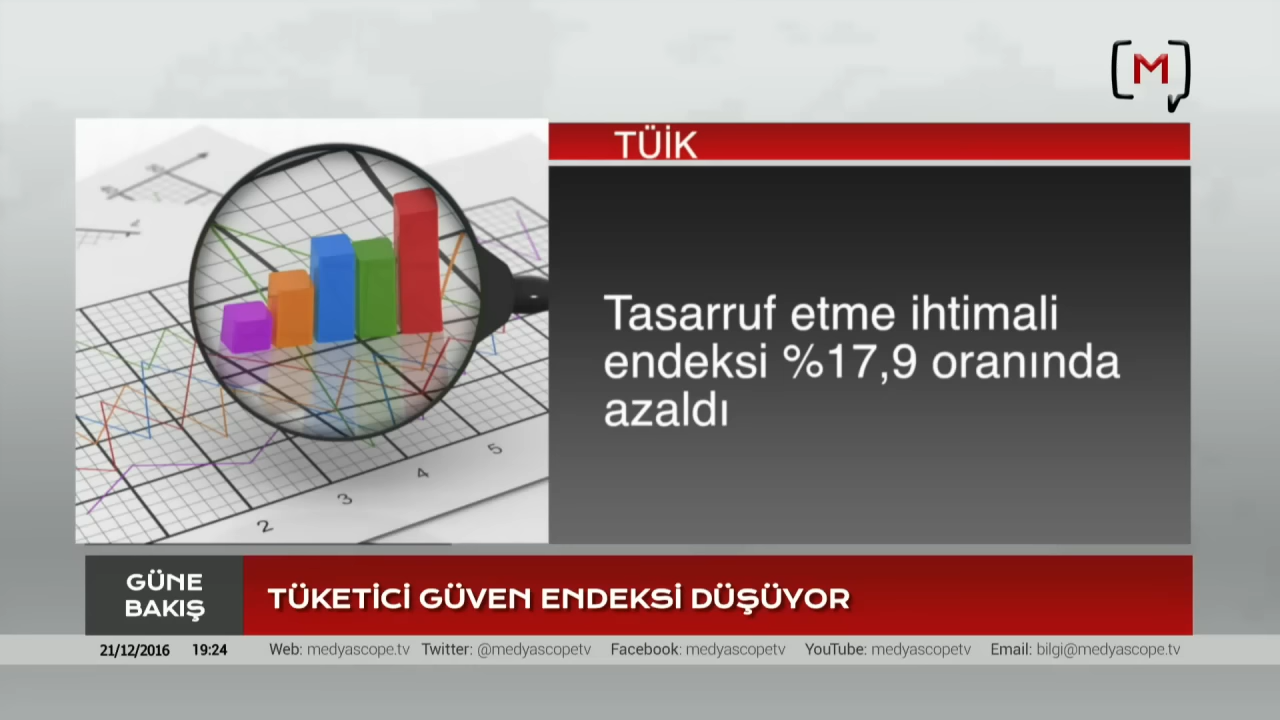 M
TÜİK
Tasarruf etme ihtimali
endeksi %17,9 oranında
azaldı
2
3
4
5
GÜNE
BAKIŞ
TÜKETİCİ GÜVEN ENDEKSİ DÜŞÜYOR
21/12/2016 19:24 Web: medyascope.tv Twitter: @medyascopetv Facebook: medyascopetv YouTube: medyascopetv Email: bilgi@medyascope.tv